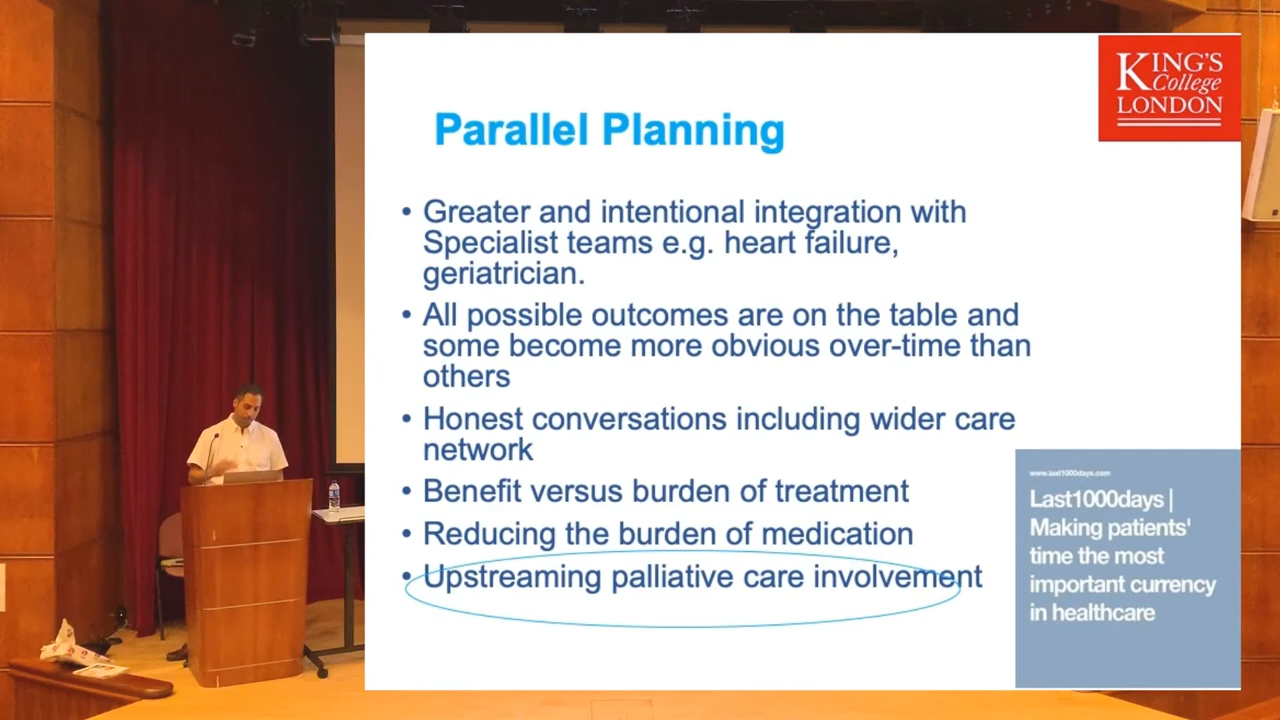 KING'S
College
LONDON
Parallel Planning
• Greater and intentional integration with
Specialist teams e.g. heart failure,
geriatrician.
• All possible outcomes are on the table and
some become more obvious over-time than
others
• Honest conversations including wider care
network
• Benefit versus burden of treatment
• Reducing the burden of medication
• Upstreaming palliative care involvement
www.last1000days.com
Last1000days |
Making patients'
time the most
important currency
in healthcare